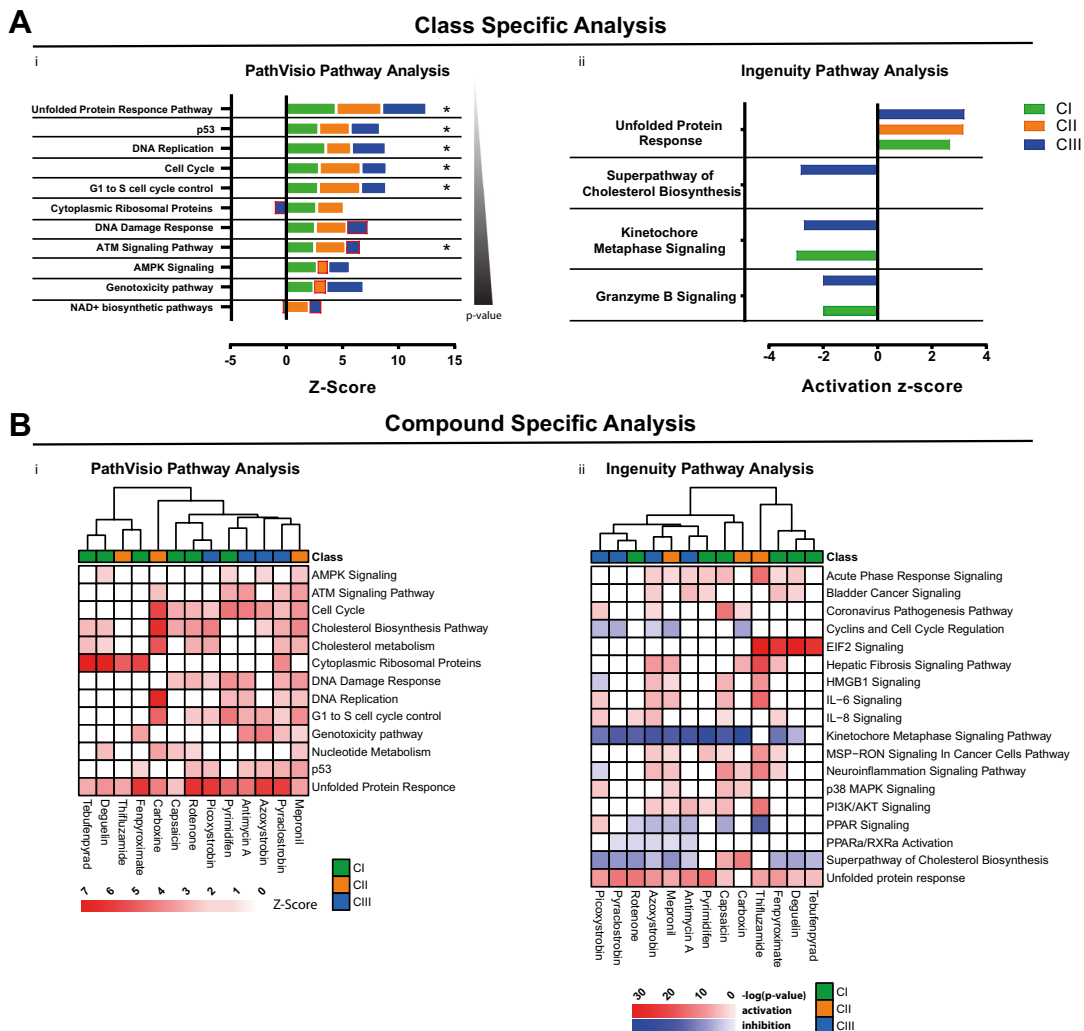 A
Class Specific Analysis
i
PathVisio Pathway Analysis
Unfolded Protein Responce Pathway
*
p53
*
DNA Replication
*
Cell Cycle
*
G1 to S cell cycle control
*
Cytoplasmic Ribosomal Proteins
DNA Damage Response
ATM Signaling Pathway
*
AMPK Signaling
Genotoxicity pathway
NAD+ biosynthetic pathways
p-value
-5 0 5 10 15
Z-Score
ii
Ingenuity Pathway Analysis
CI
CII
CIII
Unfolded Protein
Response
Superpathway of
Cholesterol Biosynthesis
Kinetochore
Metaphase Signaling
Granzyme B Signaling
-4 -2 0 2 4
Activation z-score
B
Compound Specific Analysis
i
PathVisio Pathway Analysis
Class
AMPK Signaling
ATM Signaling Pathway
Cell Cycle
Cholesterol Biosynthesis Pathway
Cholesterol metabolism
Cytoplasmic Ribosomal Proteins
DNA Damage Response
DNA Replication
G1 to S cell cycle control
Genotoxicity pathway
Nucleotide Metabolism
p53
Unfolded Protein Responce
Tebufenpyrad
Deguelin
Thifluzamide
Fenpyroximate
Carboxine
Capsaicin
Rotenone
Picoxystrobin
Pyrimidifen
Antimycin A
Azoxystrobin
Pyraclostrobin
Mepronil
CI
CII
CIII
7 6 5 4 3 2 1 0
Z-Score
ii
Ingenuity Pathway Analysis
Class
Acute Phase Response Signaling
Bladder Cancer Signaling
Coronavirus Pathogenesis Pathway
Cyclins and Cell Cycle Regulation
EIF2 Signaling
Hepatic Fibrosis Signaling Pathway
HMGB1 Signaling
IL−6 Signaling
IL−8 Signaling
Kinetochore Metaphase Signaling Pathway
MSP−RON Signaling In Cancer Cells Pathway
Neuroinflammation Signaling Pathway
p38 MAPK Signaling
PI3K/AKT Signaling
PPAR Signaling
PPARa/RXRa Activation
Superpathway of Cholesterol Biosynthesis
Unfolded protein response
Picoxystrobin
Pyraclostrobin
Rotenone
Azoxystrobin
Mepronil
Antimycin A
Pyrimidifen
Capsaicin
Carboxin
Thifluzamide
Fenpyroximate
Deguelin
Tebufenpyrad
30 20 10 0 -log(p-value)
activation
inhibition
CI
CII
CIII